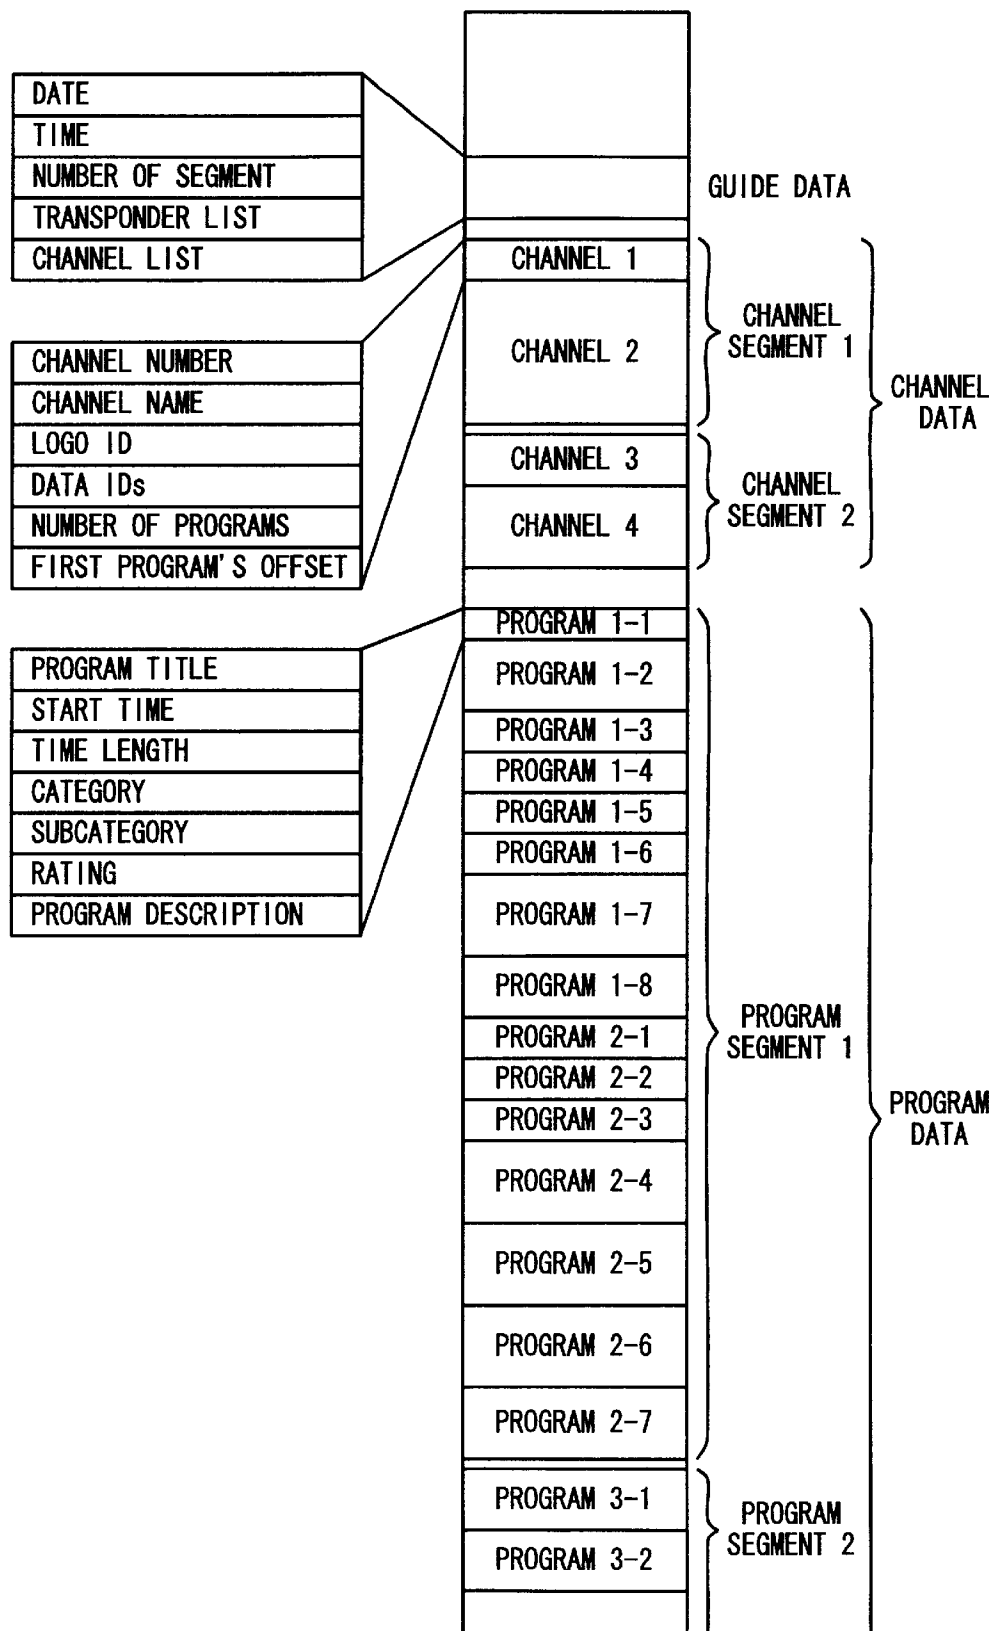 DATE
TIME
NUMBER OF SEGMENT
TRANSPONDER LIST
CHANNEL LIST
CHANNEL NUMBER
CHANNEL NAME
LOGO ID
DATA IDs
NUMBER OF PROGRAMS
FIRST PROGRAM'S OFFSET
PROGRAM TITLE
START TIME
TIME LENGTH
CATEGORY
SUBCATEGORY
RATING
PROGRAM DESCRIPTION
CHANNEL 1
CHANNEL 2
CHANNEL 3
CHANNEL 4
PROGRAM 1-1
PROGRAM 1-2
PROGRAM 1-3
PROGRAM 1-4
PROGRAM 1-5
PROGRAM 1-6
PROGRAM 1-7
PROGRAM 1-8
PROGRAM 2-1
PROGRAM 2-2
PROGRAM 2-3
PROGRAM 2-4
PROGRAM 2-5
PROGRAM 2-6
PROGRAM 2-7
PROGRAM 3-1
PROGRAM 3-2
GUIDE DATA
CHANNEL
SEGMENT 1
CHANNEL
SEGMENT 2
CHANNEL
DATA
PROGRAM
SEGMENT 1
PROGRAM
SEGMENT 2
PROGRAM
DATA